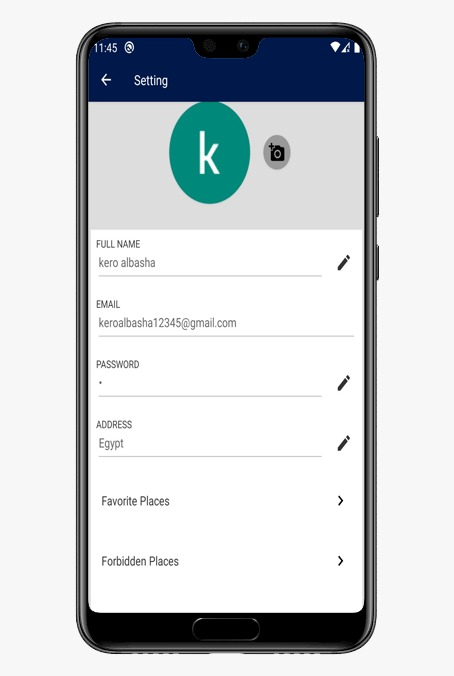 11:45
Setting
k
FULL NAME
kero albasha
EMAIL
keroalbasha12345@gmail.com
PASSWORD
•
ADDRESS
Egypt
Favorite Places
Forbidden Places